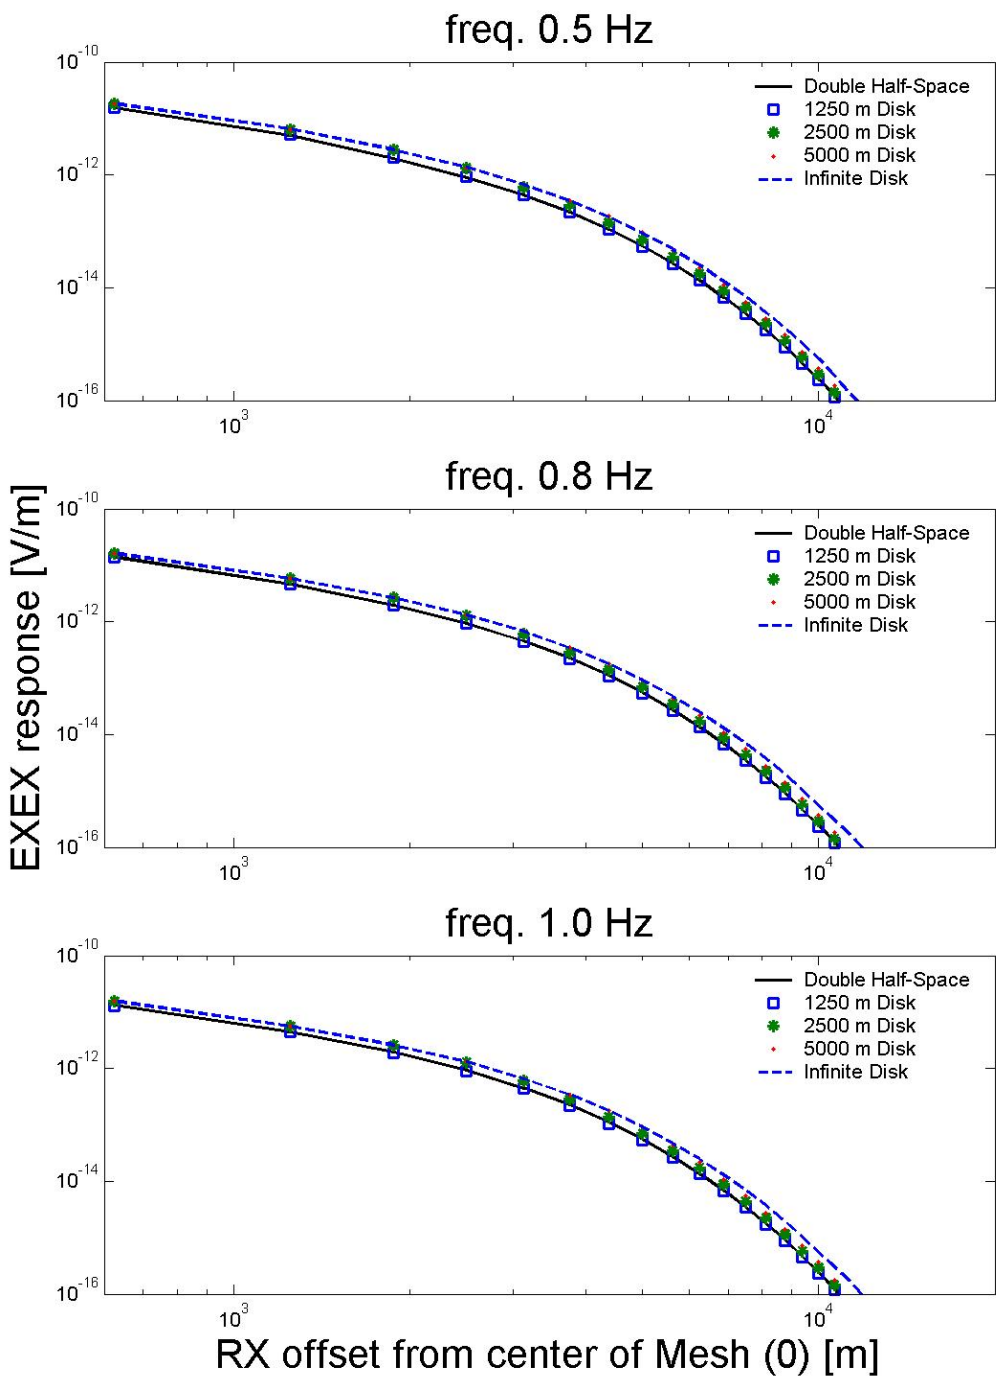 freq. 0.5 Hz
10^-10
10^-12
10^-14
10^-16
10^3
10^4
Double Half-Space
1250 m Disk
2500 m Disk
5000 m Disk
Infinite Disk
freq. 0.8 Hz
10^-10
10^-12
10^-14
10^-16
10^3
10^4
Double Half-Space
1250 m Disk
2500 m Disk
5000 m Disk
Infinite Disk
EXEX response [V/m]
freq. 1.0 Hz
10^-10
10^-12
10^-14
10^-16
10^3
10^4
Double Half-Space
1250 m Disk
2500 m Disk
5000 m Disk
Infinite Disk
RX offset from center of Mesh (0) [m]